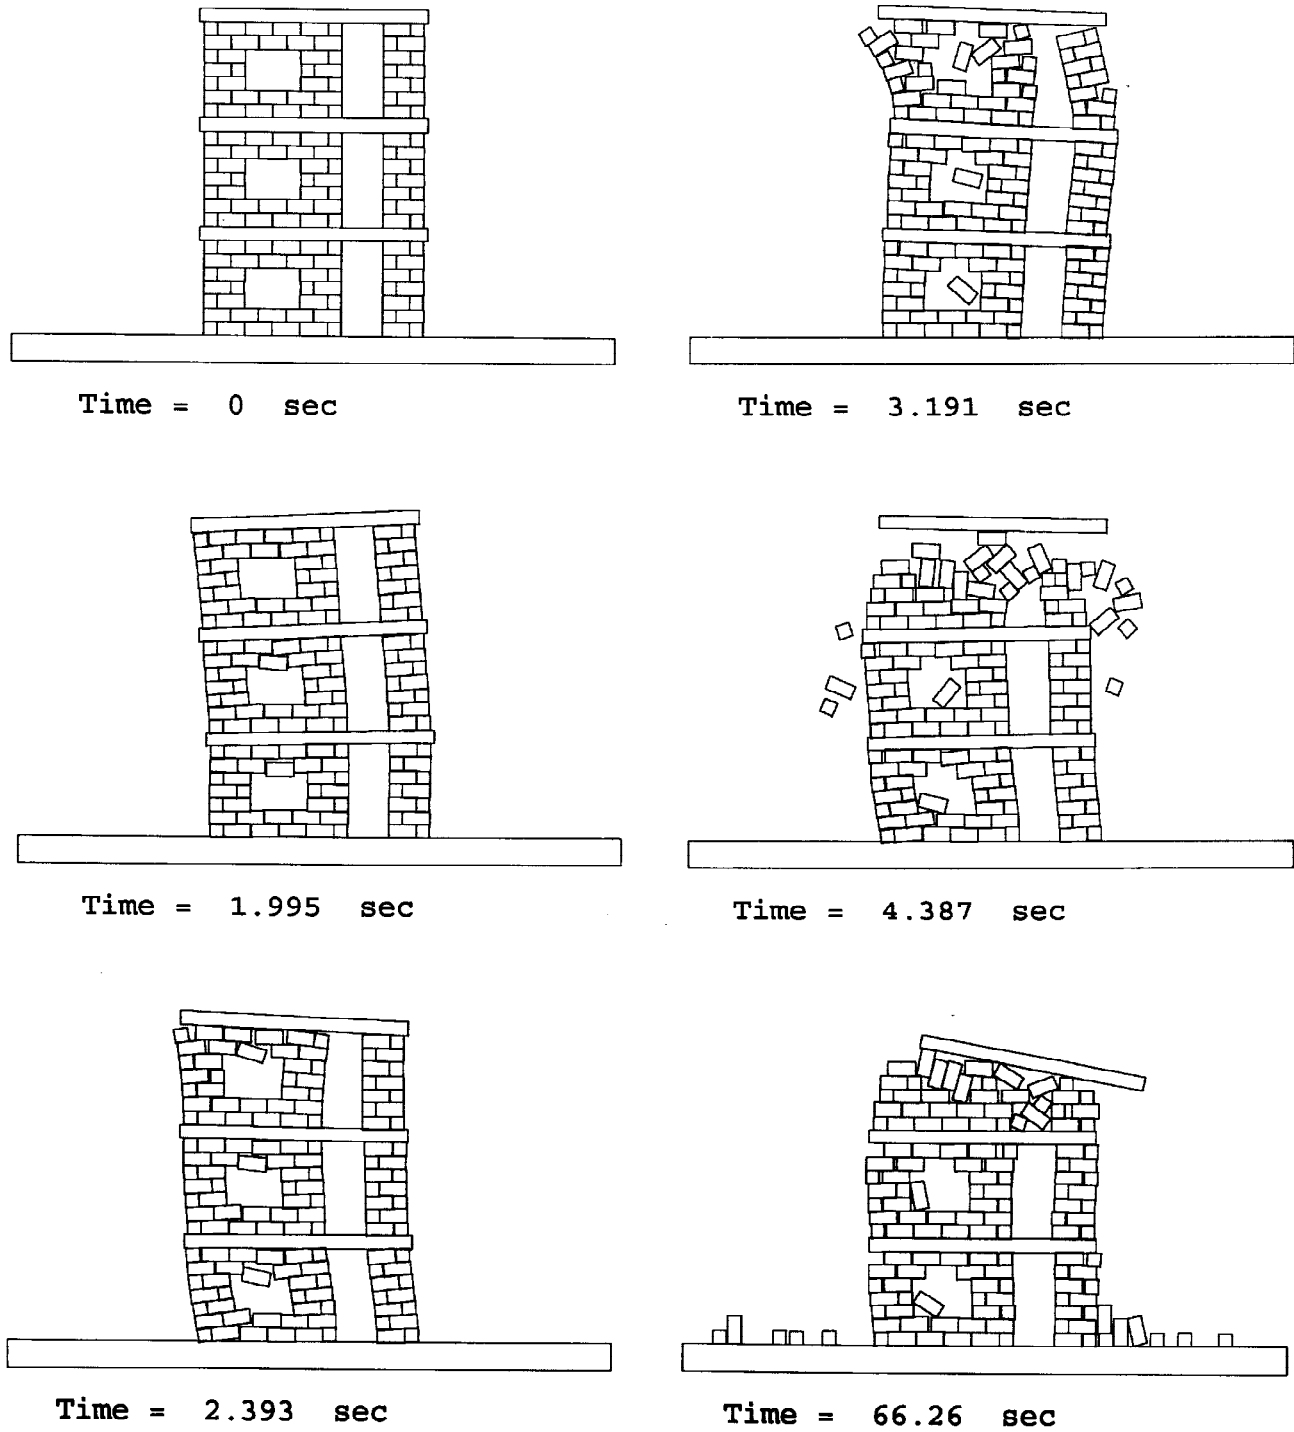 Time = 0 sec
Time = 3.191 sec
Time = 1.995 sec
Time = 4.387 sec
Time = 2.393 sec
Time = 66.26 sec